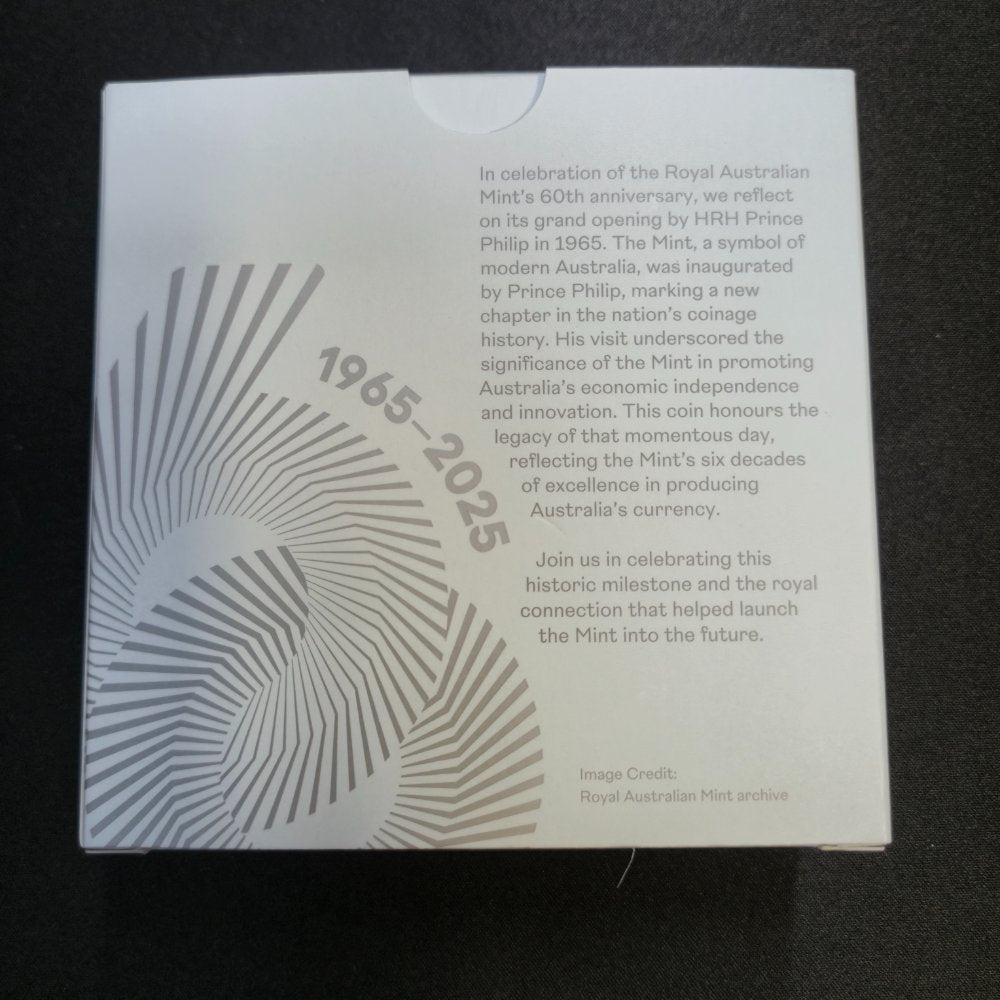 In celebration of the Royal Australian
Mint's 60th anniversary, we reflect
on its grand opening by HRH Prince
Philip in 1965. The Mint, a symbol of
modern Australia, was inaugurated
by Prince Philip, marking a new
chapter in the nation's coinage
history. His visit underscored the
significance of the Mint in promoting
Australia's economic independence
and innovation. This coin honours the
legacy of that momentous day,
reflecting the Mint's six decades
of excellence in producing
Australia's currency.
Join us in celebrating this
historic milestone and the royal
connection that helped launch
the Mint into the future.
1965–2025
Image Credit:
Royal Australian Mint archive